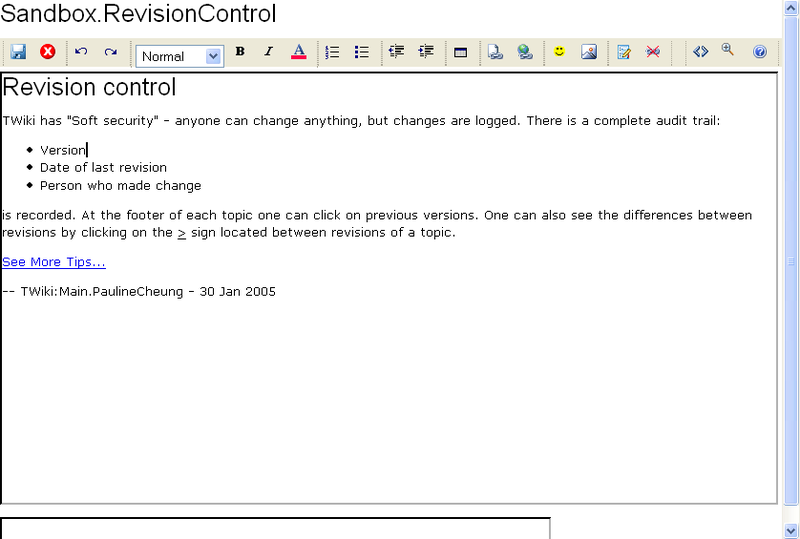 Sandbox.RevisionControl
Normal B I A
Revision control
TWiki has "Soft security" - anyone can change anything, but changes are logged. There is a complete audit trail:
Version
Date of last revision
Person who made change
is recorded. At the footer of each topic one can click on previous versions. One can also see the differences between
revisions by clicking on the > sign located between revisions of a topic.
See More Tips...
-- TWiki:Main.PaulineCheung - 30 Jan 2005